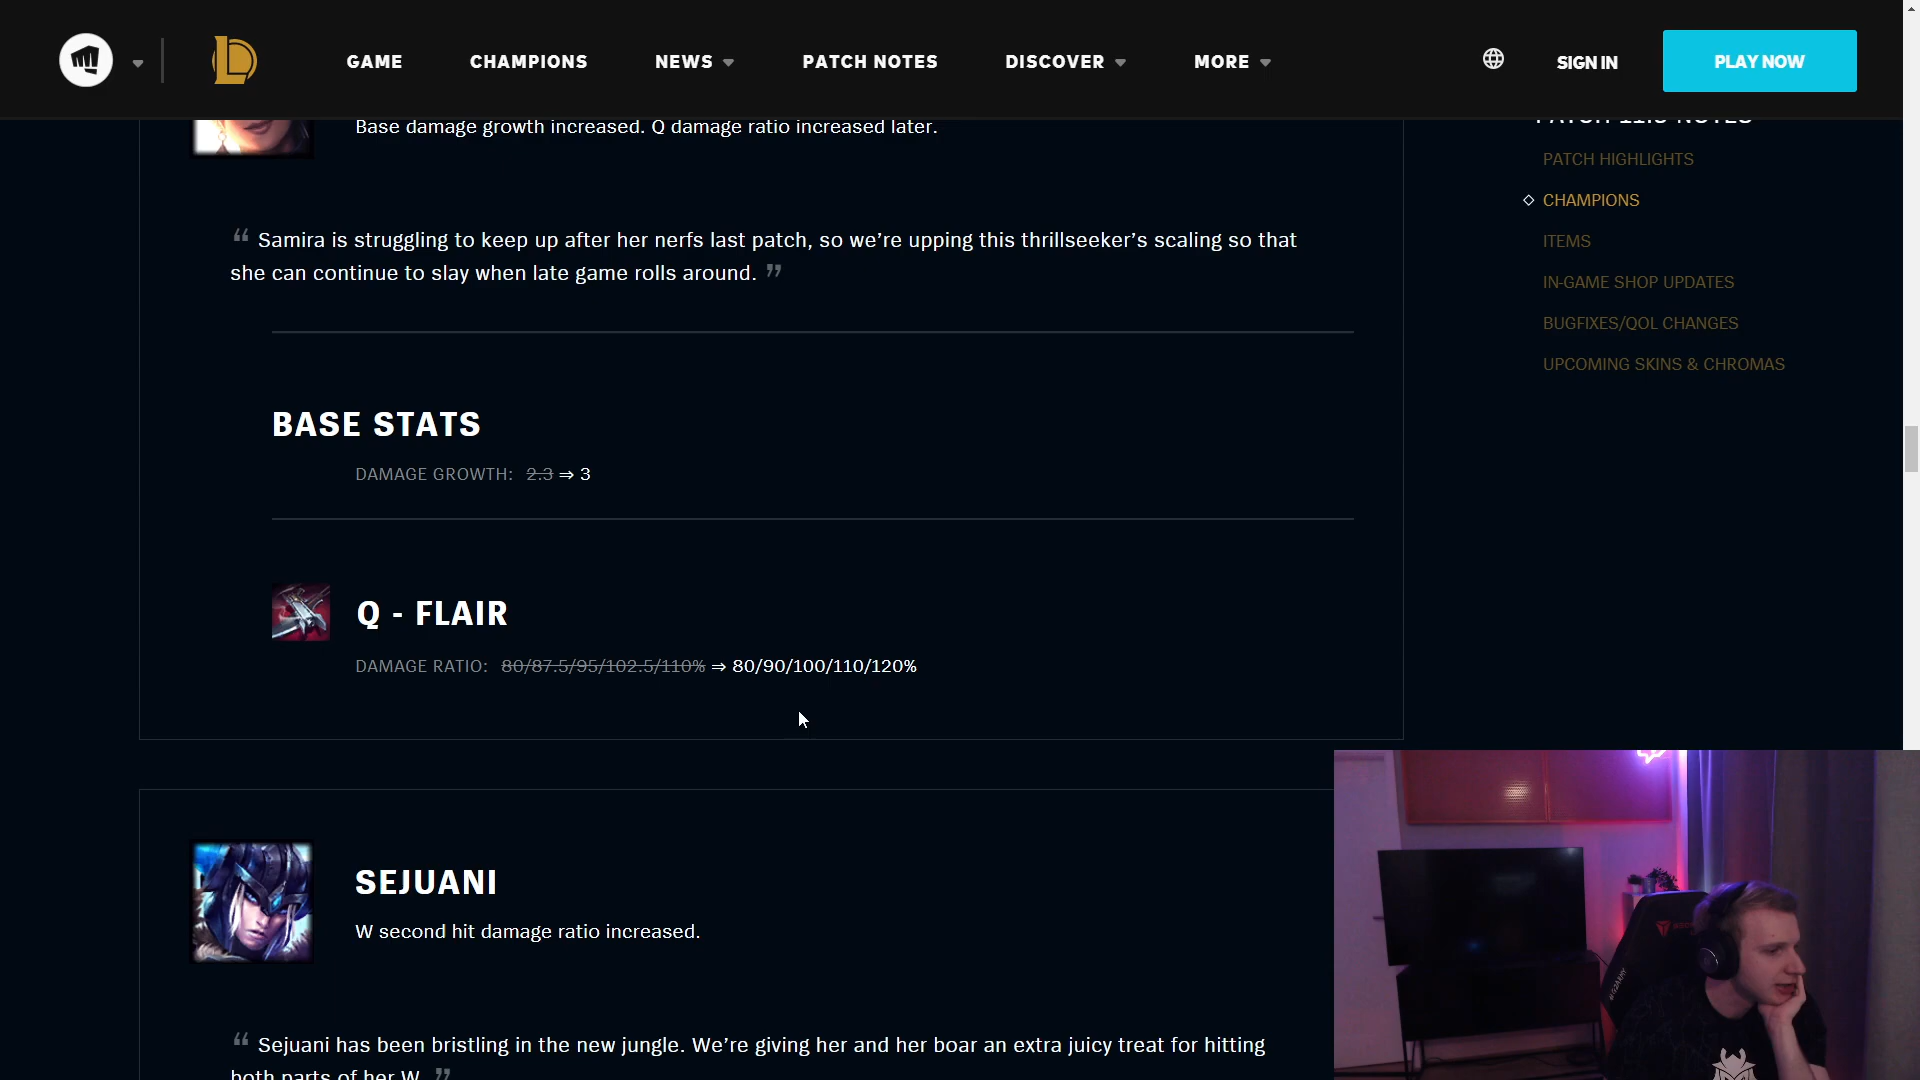 GAME
CHAMPIONS
NEWS
PATCH NOTES
DISCOVER
MORE
SIGN IN
PLAY NOW
Base damage growth increased. Q damage ratio increased later.
“ Samira is struggling to keep up after her nerfs last patch, so we’re upping this thrillseeker’s scaling so that
she can continue to slay when late game rolls around. ”
BASE STATS
DAMAGE GROWTH: 2.3 ⇒ 3
Q - FLAIR
DAMAGE RATIO: 80/87.5/95/102.5/110% ⇒ 80/90/100/110/120%
SEJUANI
W second hit damage ratio increased.
“ Sejuani has been bristling in the new jungle. We’re giving her and her boar an extra juicy treat for hitting
both parts of her W. ”
NOTES
PATCH HIGHLIGHTS
CHAMPIONS
ITEMS
IN-GAME SHOP UPDATES
BUGFIXES/QOL CHANGES
UPCOMING SKINS & CHROMAS